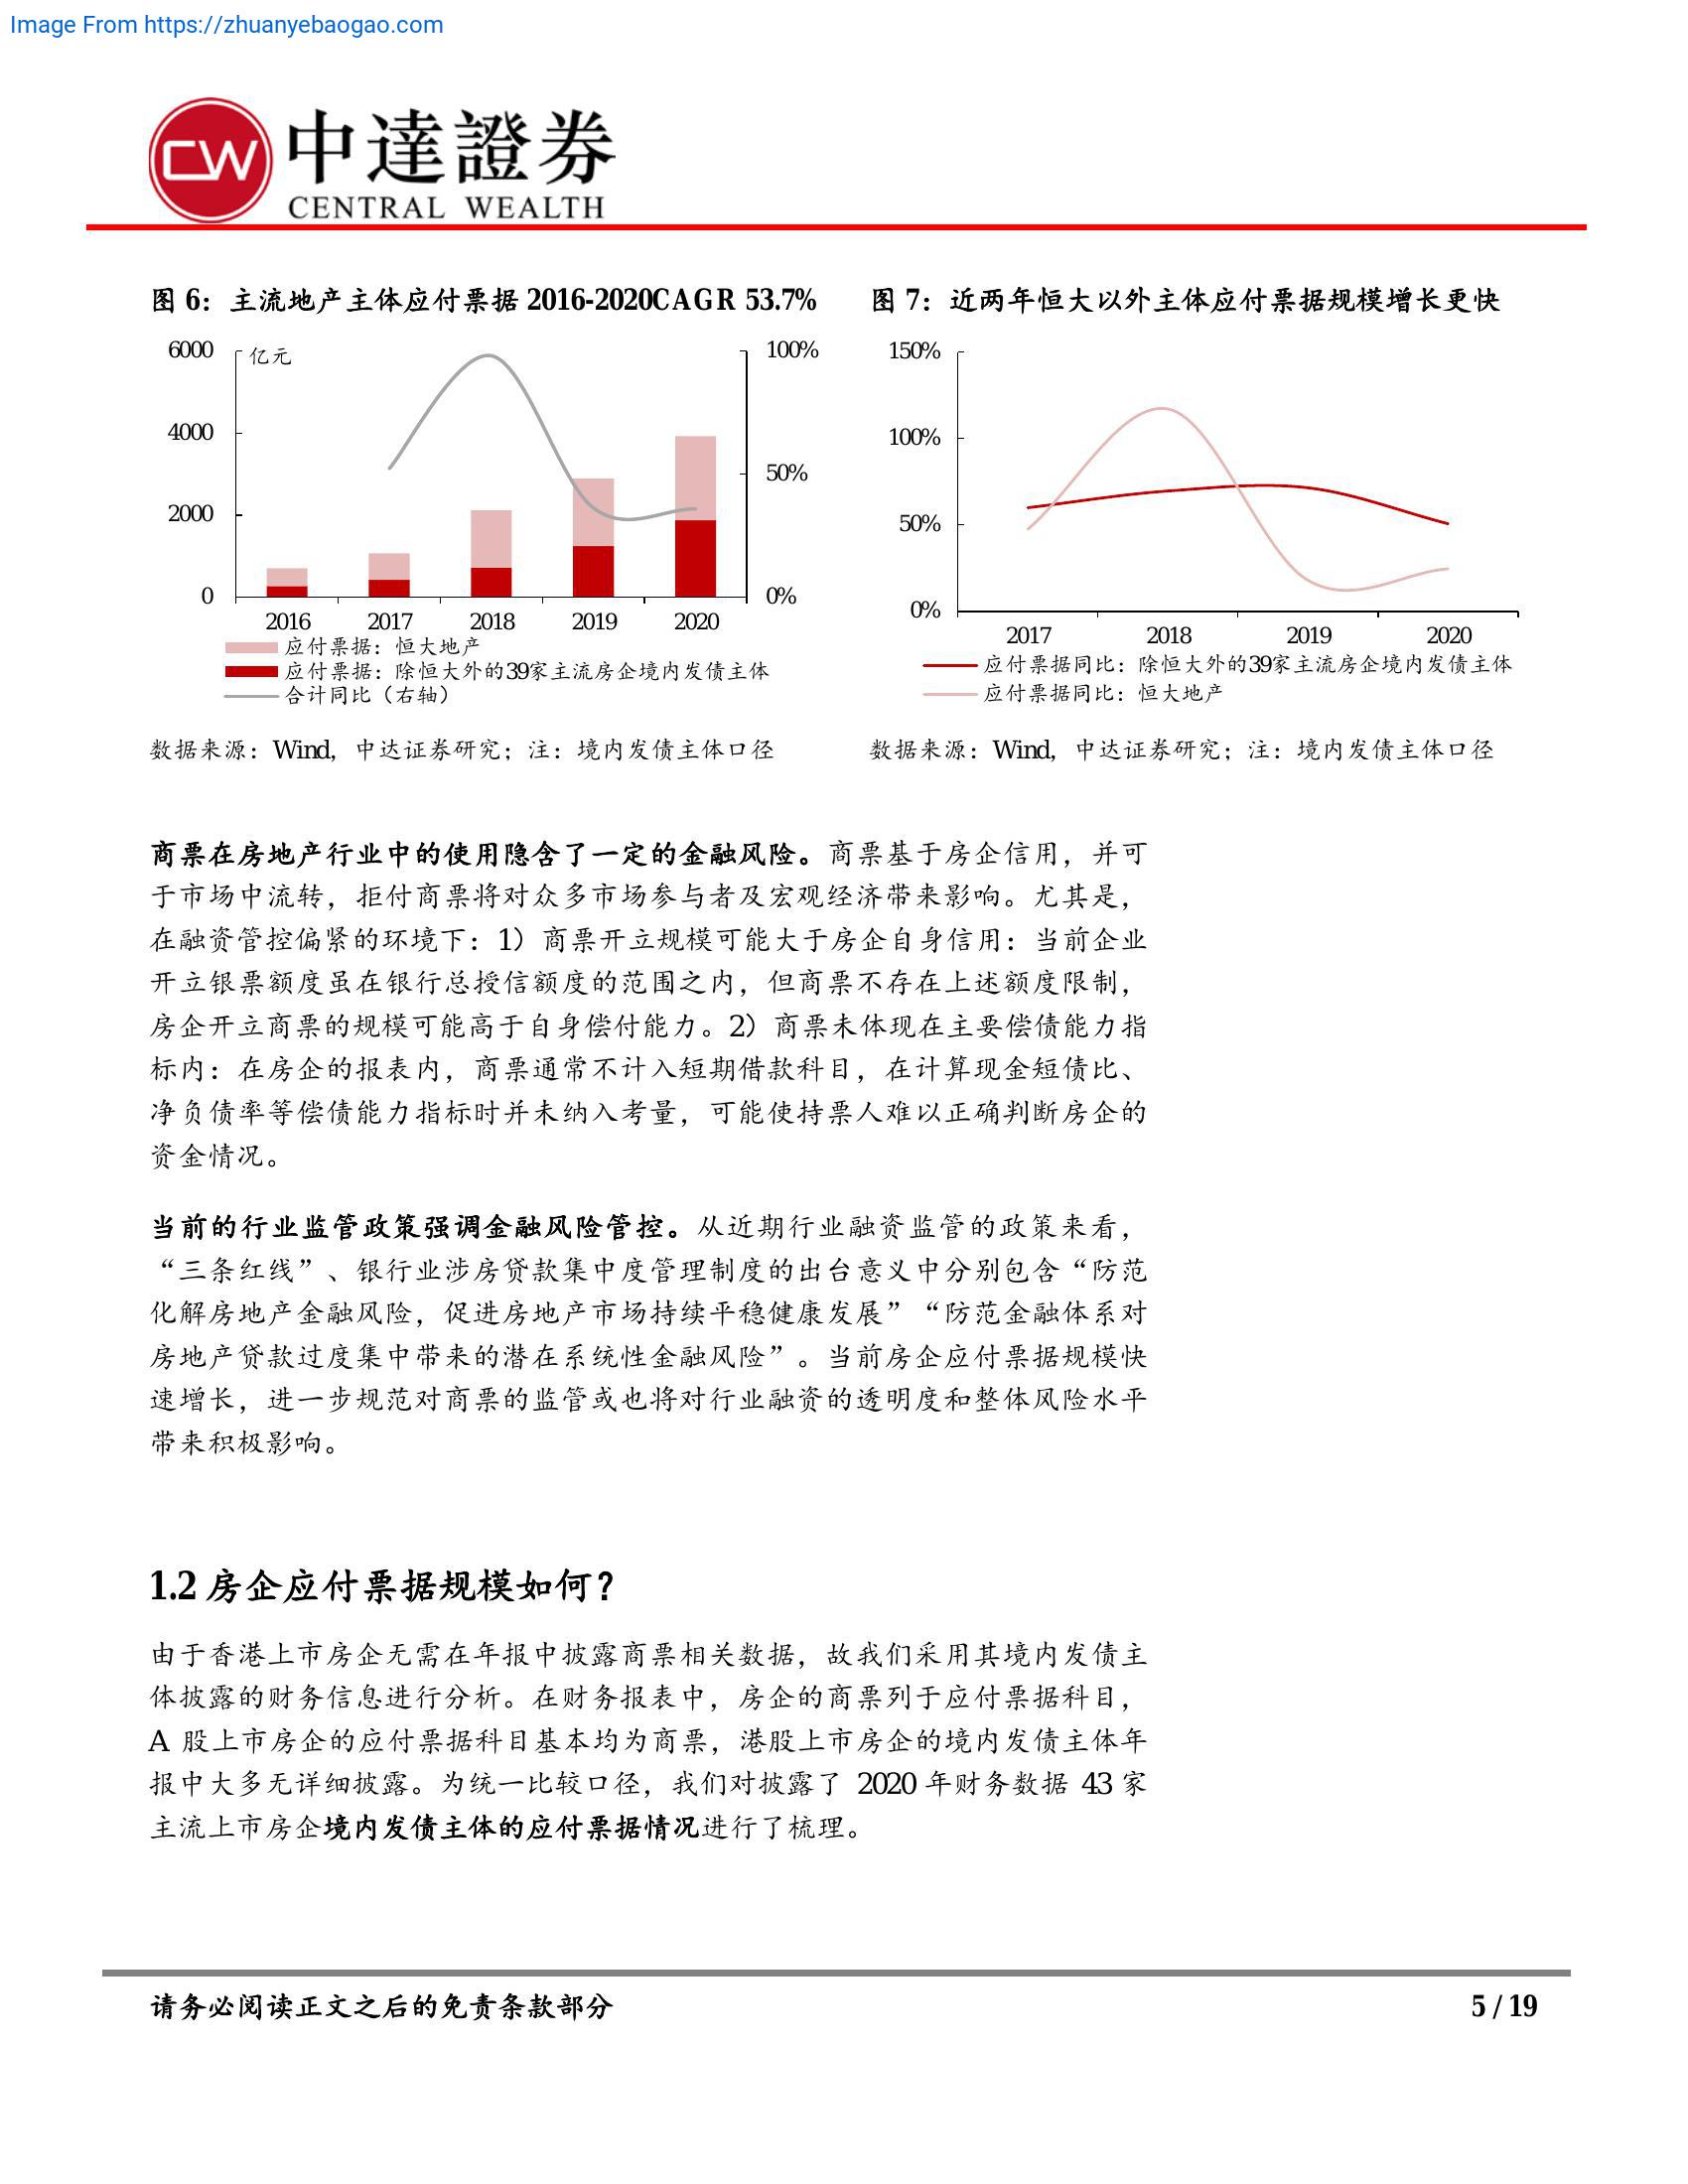 Image From https://zhuanyebaogao.com
CW
中達證券
CENTRAL WEALTH
图 6：主流地产主体应付票据 2016-2020CAGR 53.7%
6000
4000
2000
0
亿元
100%
50%
0%
2016 2017 2018 2019 2020
应付票据：恒大地产
应付票据：除恒大外的39家主流房企境内发债主体
合计同比（右轴）
数据来源：Wind，中达证券研究；注：境内发债主体口径
图 7：近两年恒大以外主体应付票据规模增长更快
150%
100%
50%
0%
2017 2018 2019 2020
应付票据同比：除恒大外的39家主流房企境内发债主体
应付票据同比：恒大地产
数据来源：Wind，中达证券研究；注：境内发债主体口径
商票在房地产行业中的使用隐含了一定的金融风险。商票基于房企信用，并可
于市场中流转，拒付商票将对众多市场参与者及宏观经济带来影响。尤其是，
在融资管控偏紧的环境下：1）商票开立规模可能大于房企自身信用：当前企业
开立银票额度虽在银行总授信额度的范围之内，但商票不存在上述额度限制，
房企开立商票的规模可能高于自身偿付能力。2）商票未体现在主要偿债能力指
标内：在房企的报表内，商票通常不计入短期借款科目，在计算现金短债比、
净负债率等偿债能力指标时并未纳入考量，可能使持票人难以正确判断房企的
资金情况。
当前的行业监管政策强调金融风险管控。从近期行业融资监管的政策来看，
“三条红线”、银行业涉房贷款集中度管理制度的出台意义中分别包含“防范
化解房地产金融风险，促进房地产市场持续平稳健康发展”“防范金融体系对
房地产贷款过度集中带来的潜在系统性金融风险”。当前房企应付票据规模快
速增长，进一步规范对商票的监管或也将对行业融资的透明度和整体风险水平
带来积极影响。
1.2 房企应付票据规模如何？
由于香港上市房企无需在年报中披露商票相关数据，故我们采用其境内发债主
体披露的财务信息进行分析。在财务报表中，房企的商票列于应付票据科目，
A 股上市房企的应付票据科目基本均为商票，港股上市房企的境内发债主体年
报中大多无详细披露。为统一比较口径，我们对披露了 2020 年财务数据 43 家
主流上市房企境内发债主体的应付票据情况进行了梳理。
请务必阅读正文之后的免责条款部分
5 / 19